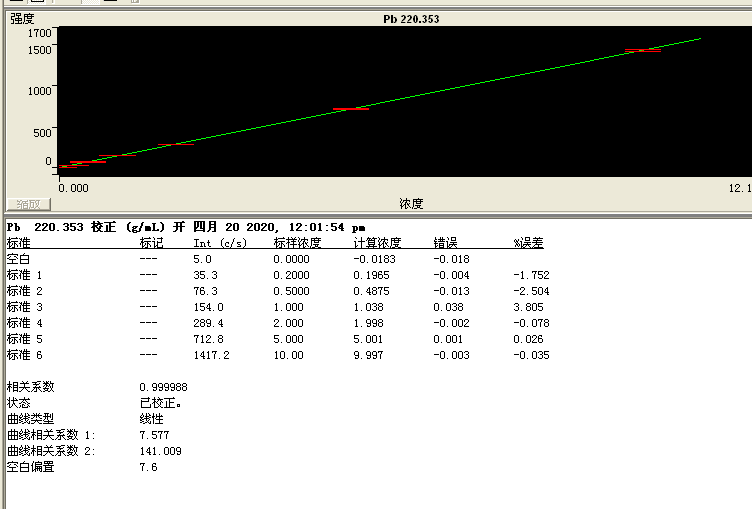 强度
Pb 220.353
1700
1500
1000
500
0
0.000
12.1
缩放
浓度
Pb 220.353 校正 (g/mL) 开 四月 20 2020, 12:01:54 pm
标准 标记 Int (c/s) 标样浓度 计算浓度 错误 %误差
空白 --- 5.0 0.0000 -0.0183 -0.018
标准 1 --- 35.3 0.2000 0.1965 -0.004 -1.752
标准 2 --- 76.3 0.5000 0.4875 -0.013 -2.504
标准 3 --- 154.0 1.000 1.038 0.038 3.805
标准 4 --- 289.4 2.000 1.998 -0.002 -0.078
标准 5 --- 712.8 5.000 5.001 0.001 0.026
标准 6 --- 1417.2 10.00 9.997 -0.003 -0.035
相关系数 0.999988
状态 已校正。
曲线类型 线性
曲线相关系数 1: 7.577
曲线相关系数 2: 141.009
空白偏置 7.6